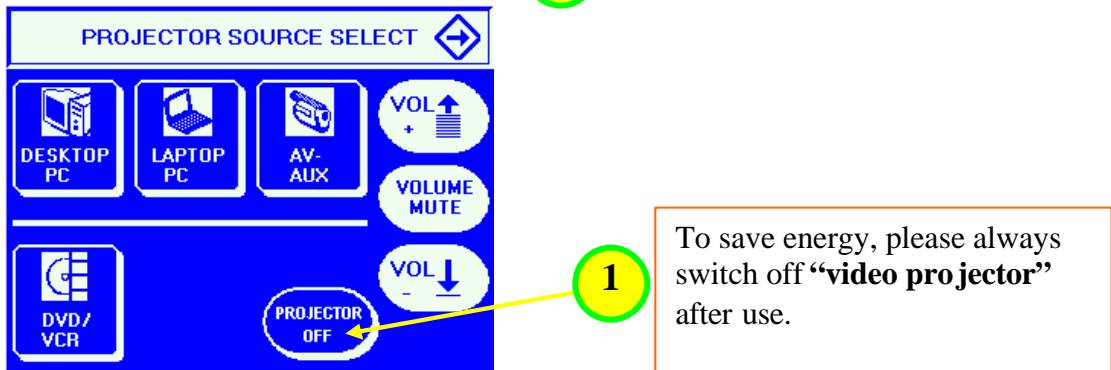 PROJECTOR SOURCE SELECT
DESKTOP
PC
LAPTOP
PC
AV-
AUX
VOL
+
VOLUME
MUTE
VOL
-
DVD/
VCR
PROJECTOR
OFF
1
To save energy, please always
switch off “video projector”
after use.